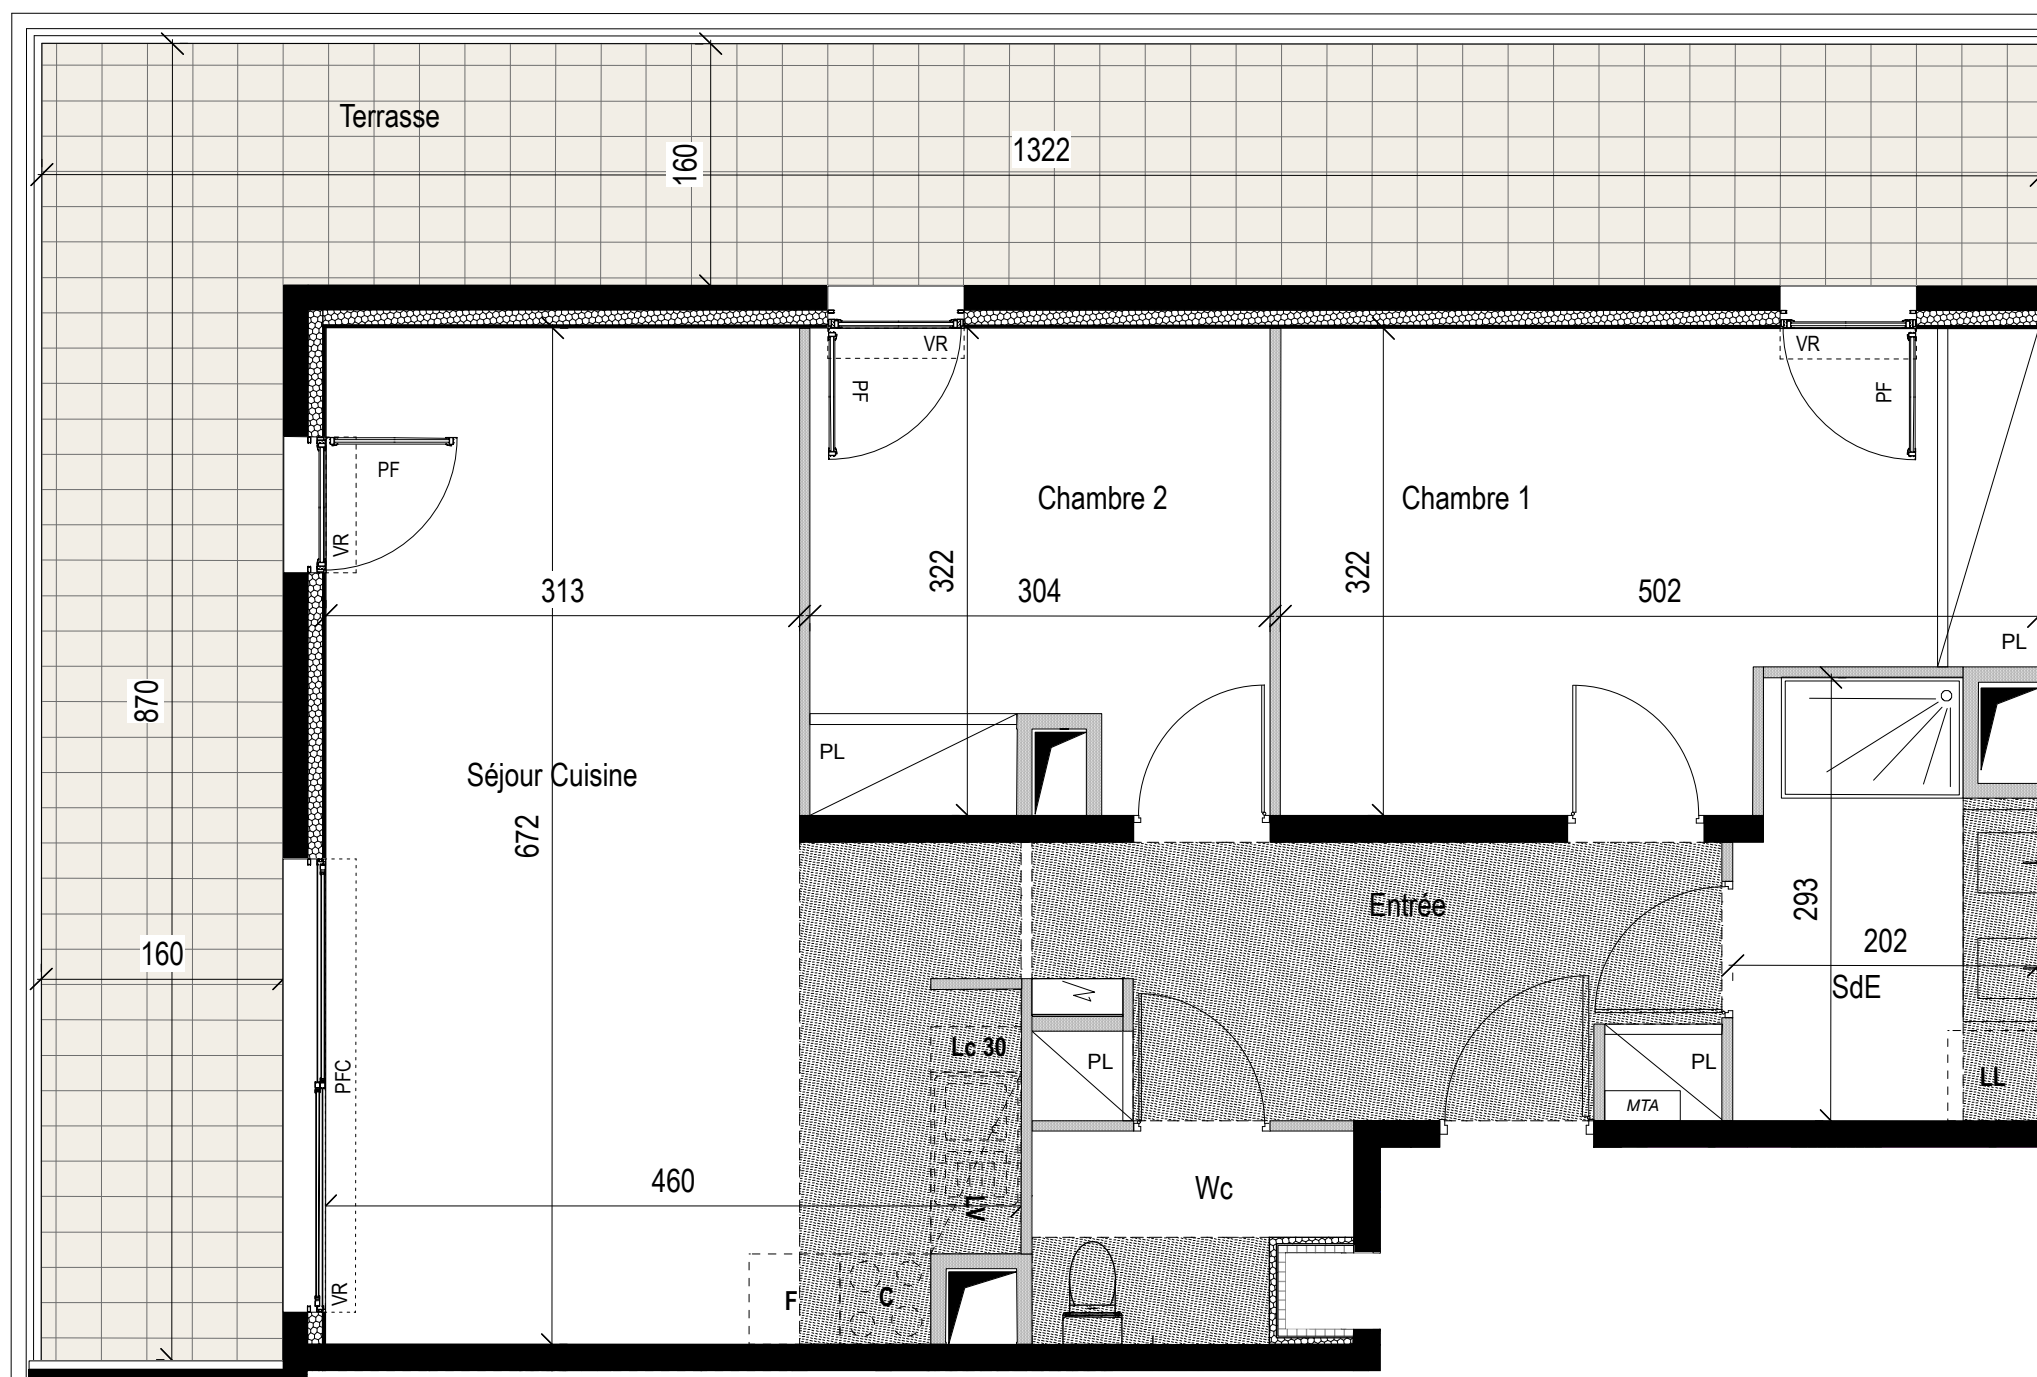 Terrasse
1322
160
VR
VR
PF
PF
PF
Chambre 2
Chambre 1
VR
322
322
313
304
502
PL
870
PL
Séjour Cuisine
672
293
Entrée
160
202
SdE
Lc 30
PL
PL
PFC
LL
MTA
460
Wc
LV
VR
F
C